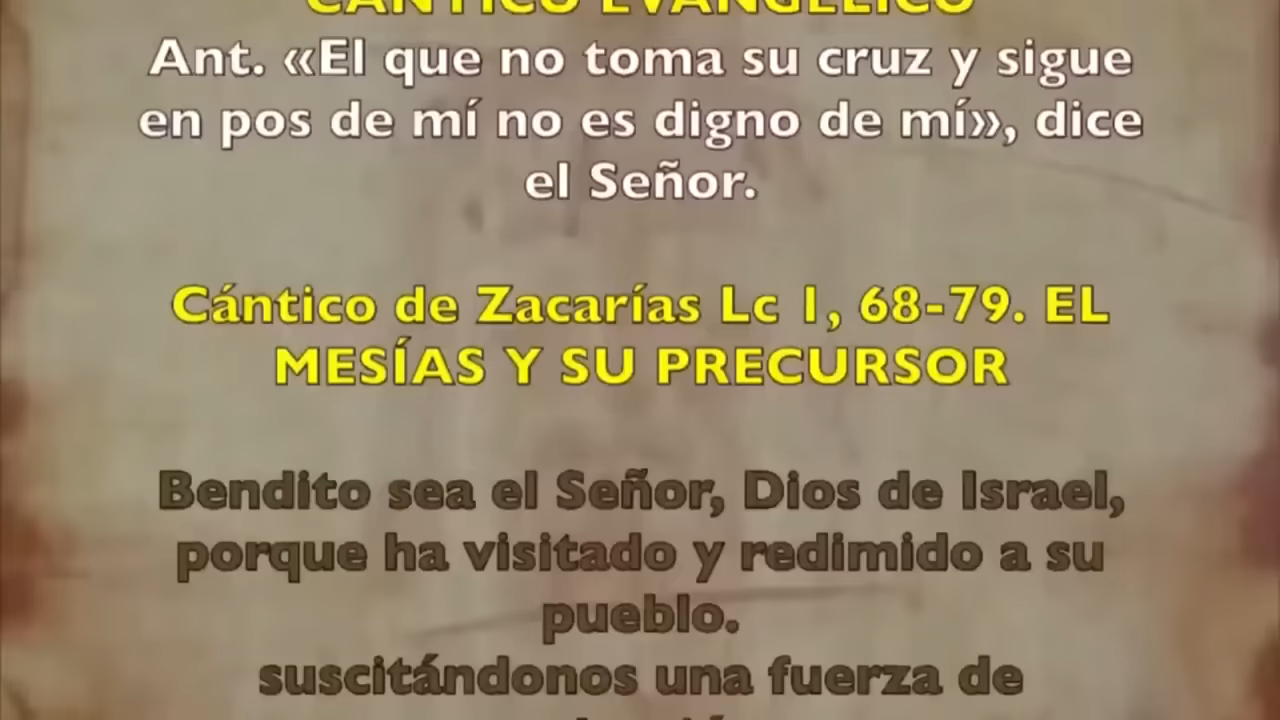 CÁNTICO EVANGÉLICO
Ant. «El que no toma su cruz y sigue
en pos de mí no es digno de mí», dice
el Señor.
Cántico de Zacarías Lc 1, 68-79. EL
MESÍAS Y SU PRECURSOR
Bendito sea el Señor, Dios de Israel,
porque ha visitado y redimido a su
pueblo.
suscitándonos una fuerza de